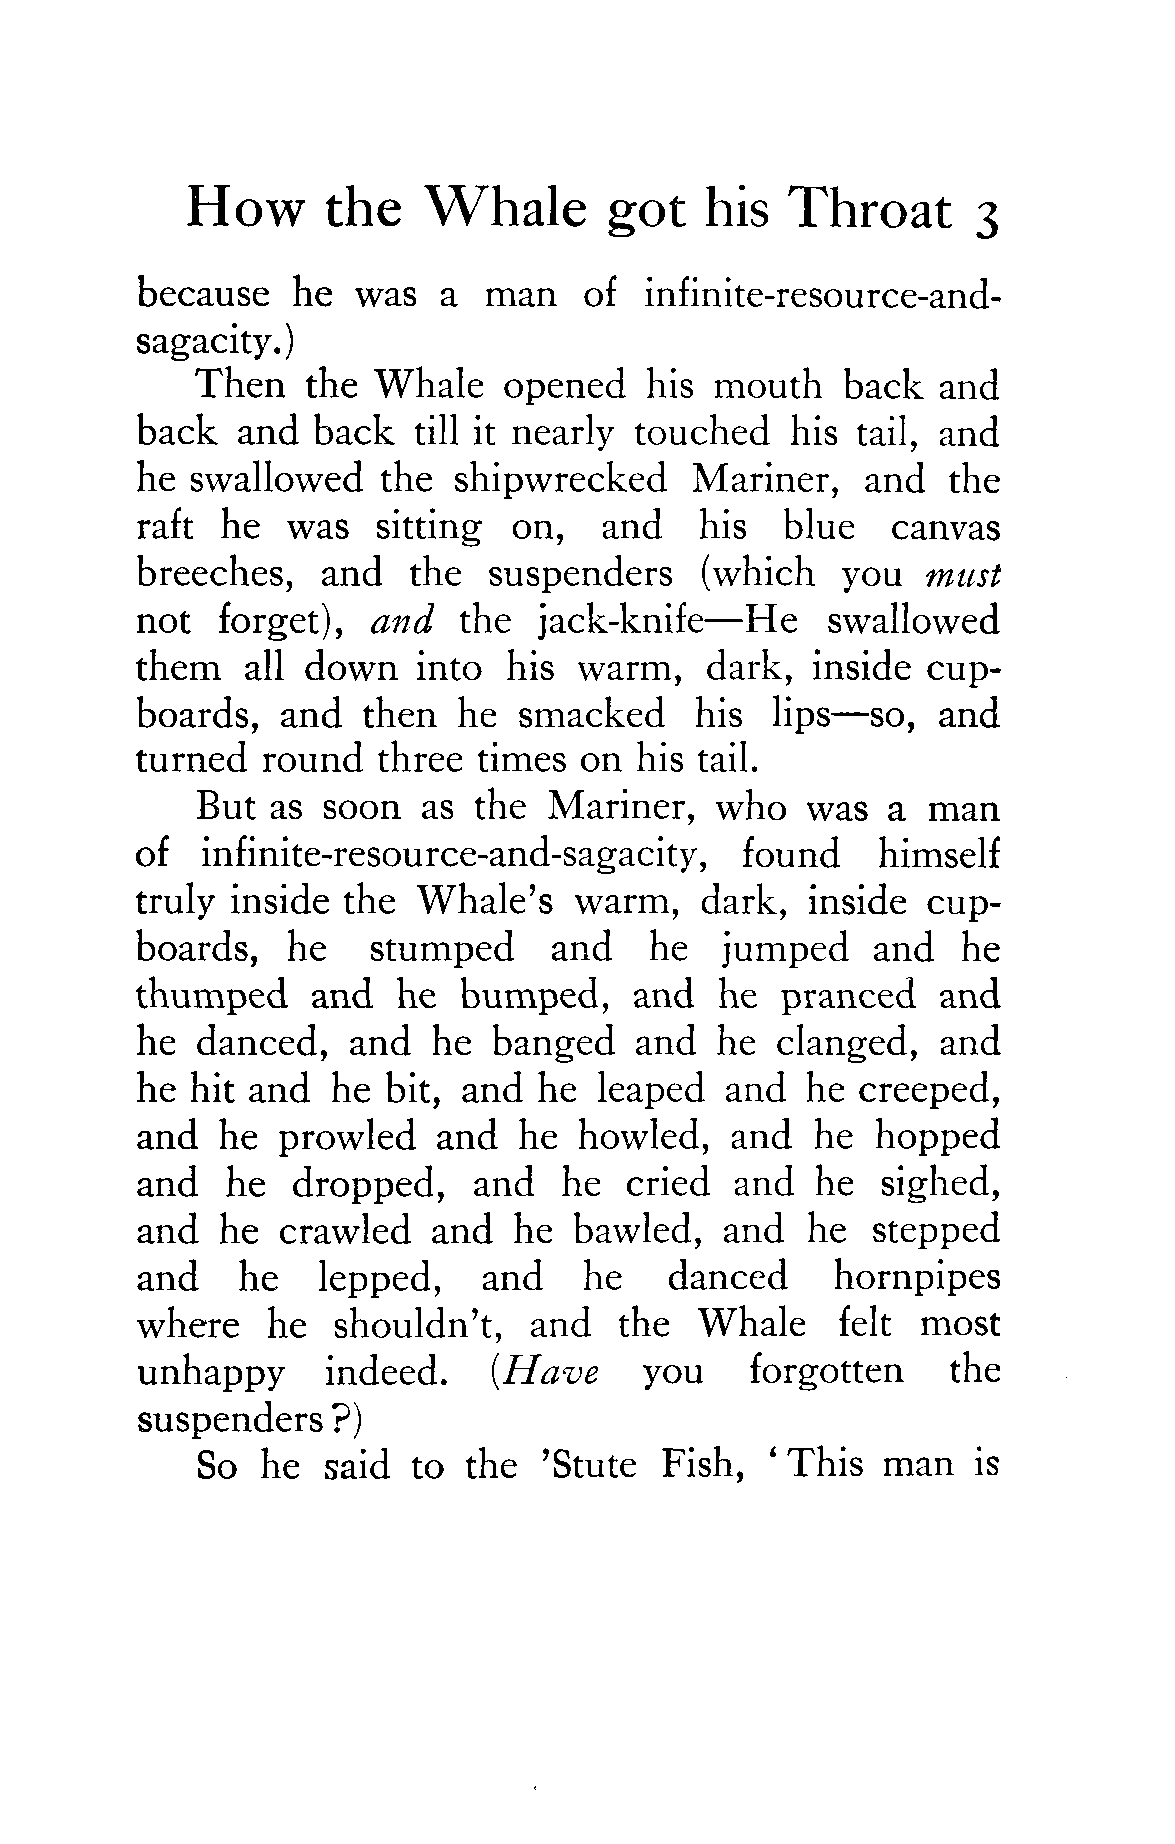 How the Whale got his Throat 3
because he was a man of infinite-resource-and-
sagacity.)
Then the Whale opened his mouth back and
back and back till it nearly touched his tail, and
he swallowed the shipwrecked Mariner, and the
raft he was sitting on, and his blue canvas
breeches, and the suspenders (which you must
not forget), and the jack-knife—He swallowed
them all down into his warm, dark, inside cup-
boards, and then he smacked his lips—so, and
turned round three times on his tail.
But as soon as the Mariner, who was a man
of infinite-resource-and-sagacity, found himself
truly inside the Whale's warm, dark, inside cup-
boards, he stumped and he jumped and he
thumped and he bumped, and he pranced and
he danced, and he banged and he clanged, and
he hit and he bit, and he leaped and he creeped,
and he prowled and he howled, and he hopped
and he dropped, and he cried and he sighed,
and he crawled and he bawled, and he stepped
and he lepped, and he danced hornpipes
where he shouldn't, and the Whale felt most
unhappy indeed. (Have you forgotten the
suspenders?)
So he said to the 'Stute Fish, ‘This man is